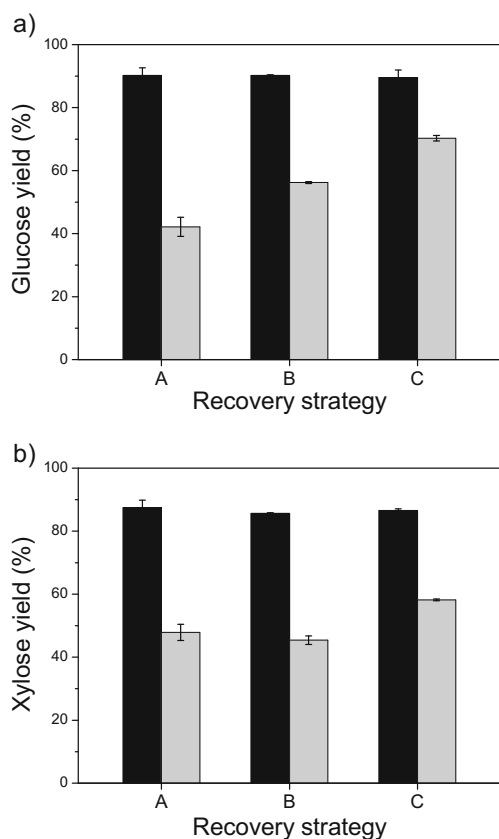 a)
100
80
60
40
20
0
Glucose yield (%)
A B C
Recovery strategy
b)
100
80
60
40
20
0
Xylose yield (%)
A B C
Recovery strategy